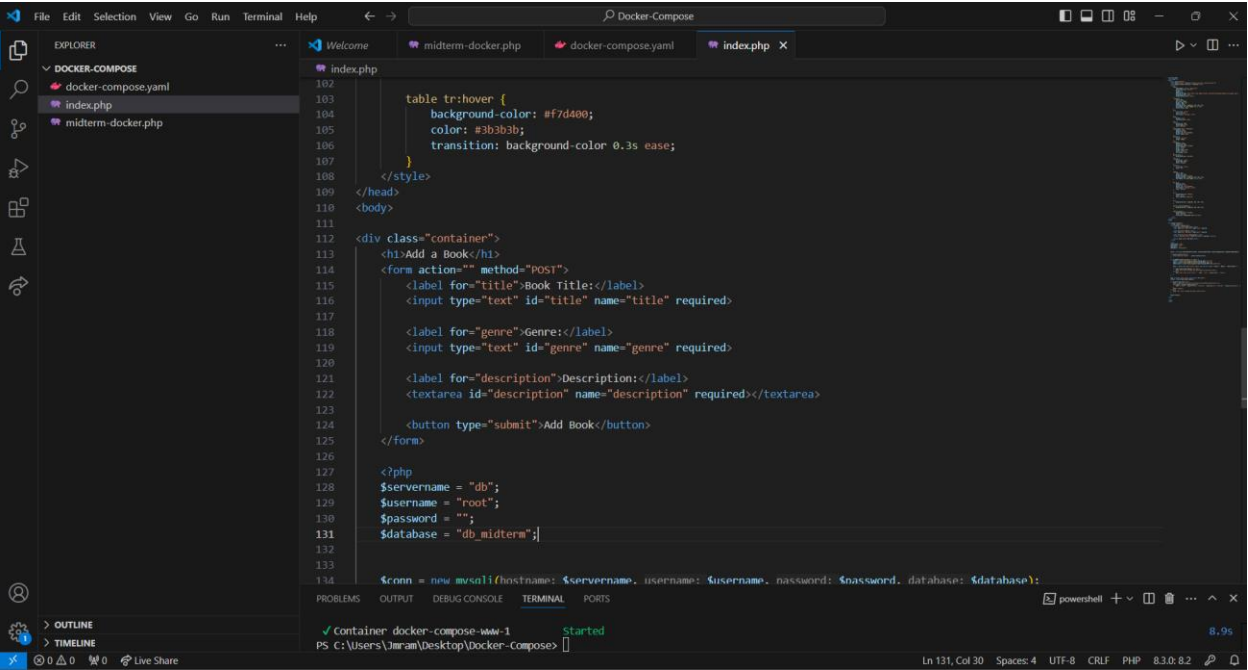 File Edit Selection View Go Run Terminal Help
Docker-Compose
EXPLORER
DOCKER-COMPOSE
docker-compose.yaml
index.php
midterm-docker.php
OUTLINE
TIMELINE
Welcome midterm-docker.php docker-compose.yaml index.php
index.php
102
103 table tr:hover {
104 background-color: #f7d400;
105 color: #3b3b3b;
106 transition: background-color 0.3s ease;
107 }
108 </style>
109 </head>
110 <body>
111
112 <div class="container">
113 <h1>Add a Book</h1>
114 <form action="" method="POST">
115 <label for="title">Book Title:</label>
116 <input type="text" id="title" name="title" required>
117
118 <label for="genre">Genre:</label>
119 <input type="text" id="genre" name="genre" required>
120
121 <label for="description">Description:</label>
122 <textarea id="description" name="description" required></textarea>
123
124 <button type="submit">Add Book</button>
125 </form>
126
127 <?php
128 $servername = "db";
129 $username = "root";
130 $password = "";
131 $database = "db_midterm";
132
133
134 $conn = new mysqli(hostname: $servername, username: $username, password: $password, database: $database);
PROBLEMS OUTPUT DEBUG CONSOLE TERMINAL PORTS
powershell
✓ Container docker-compose-www-1 Started 8.9s
PS C:\Users\Jmram\Desktop\Docker-Compose>
0 0 0 Live Share
Ln 131, Col 30 Spaces: 4 UTF-8 CRLF PHP 8.3.0: 8.2